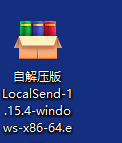 自解压版
LocalSend-1
.15.4-windo
ws-x86-64.e